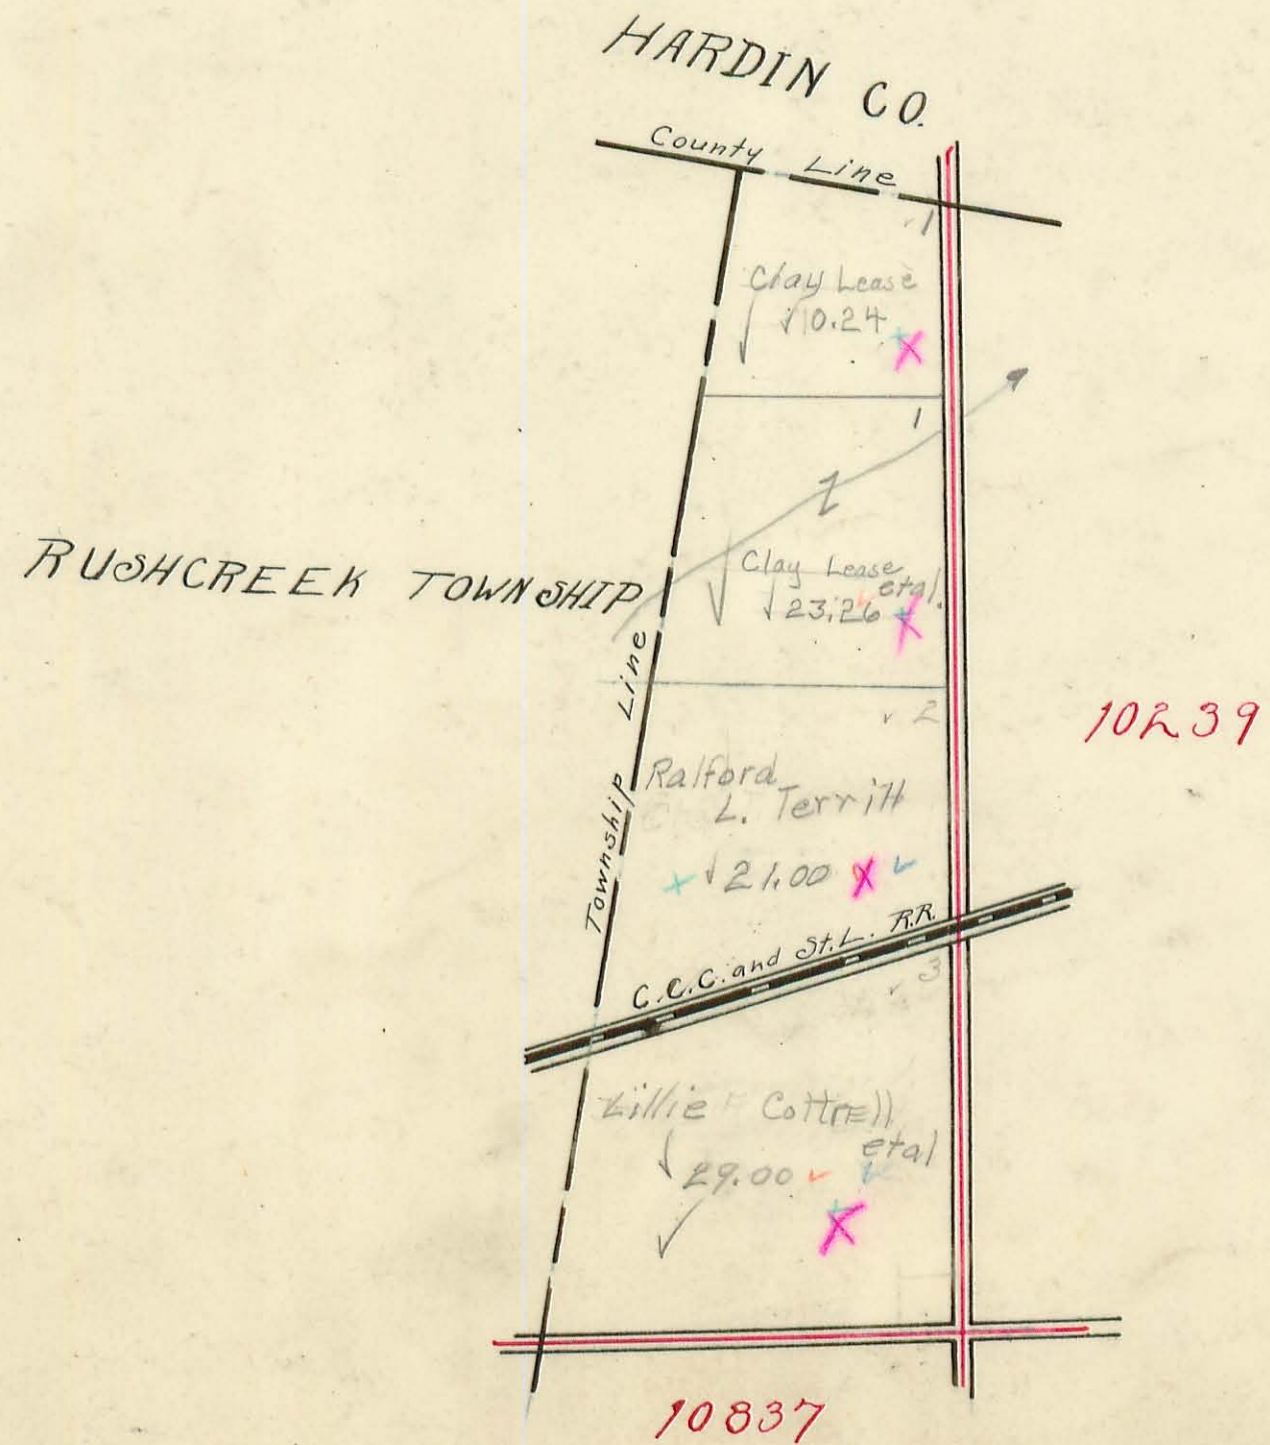 HARDIN CO.
County Line
1
Clay Lease
10.24
1
Clay Lease
etal.
23.26
RUSHCREEK TOWNSHIP
Township Line
2
10239
Ralford
L. Terrill
21.00
C.C.C. and St. L. R.R.
3
Lillie F Cottrell
etal
29.00
10837